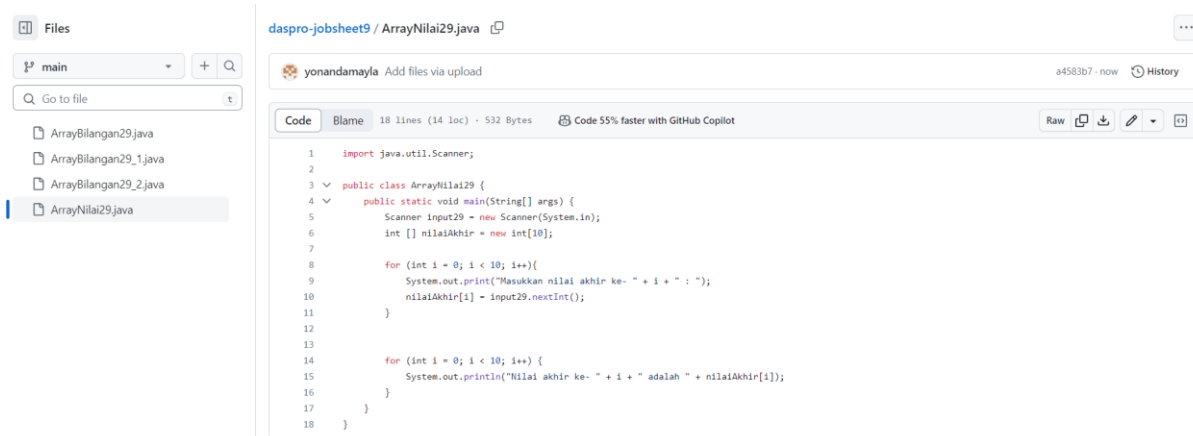 Files
main
Go to file
t
ArrayBilangan29.java
ArrayBilangan29_1.java
ArrayBilangan29_2.java
ArrayNilai29.java
daspro-jobsheet9 / ArrayNilai29.java
yonandamayla Add files via upload
a4583b7 · now History
Code Blame 18 lines (14 loc) · 532 Bytes Code 55% faster with GitHub Copilot
Raw
1 import java.util.Scanner;
2
3 public class ArrayNilai29 {
4 public static void main(String[] args) {
5 Scanner input29 = new Scanner(System.in);
6 int [] nilaiAkhir = new int[10];
7
8 for (int i = 0; i < 10; i++){
9 System.out.print("Masukkan nilai akhir ke- " + i + " : ");
10 nilaiAkhir[i] = input29.nextInt();
11 }
12
13
14 for (int i = 0; i < 10; i++) {
15 System.out.println("Nilai akhir ke- " + i + " adalah " + nilaiAkhir[i]);
16 }
17 }
18 }